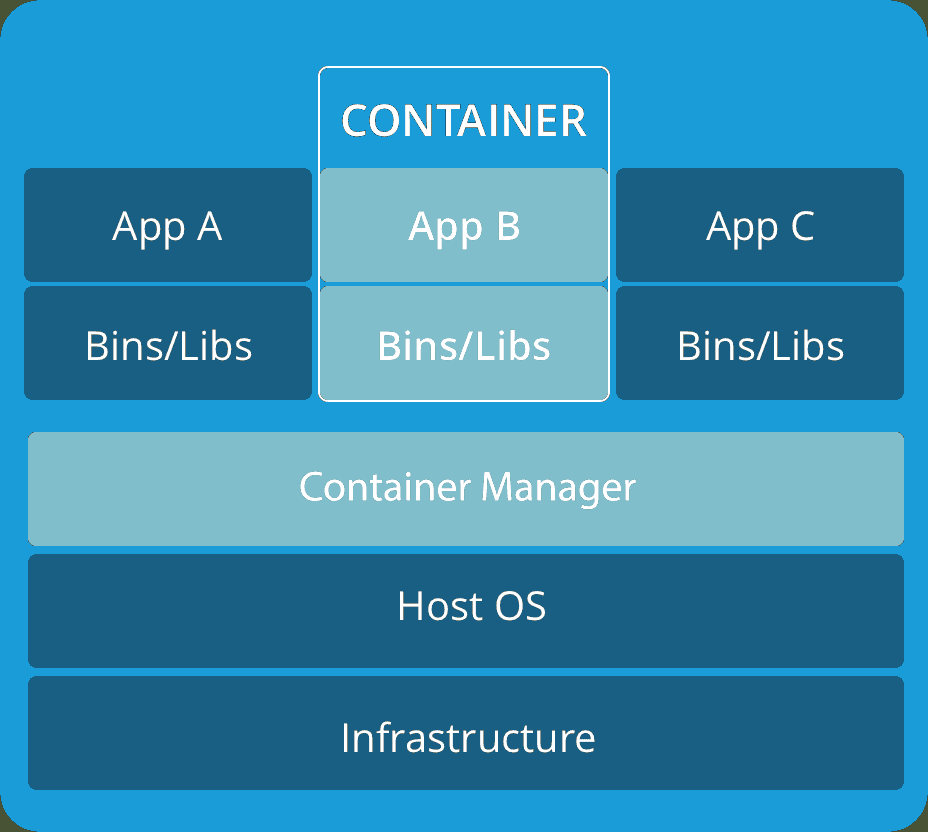 CONTAINER
App A
App B
App C
Bins/Libs
Bins/Libs
Bins/Libs
Container Manager
Host OS
Infrastructure